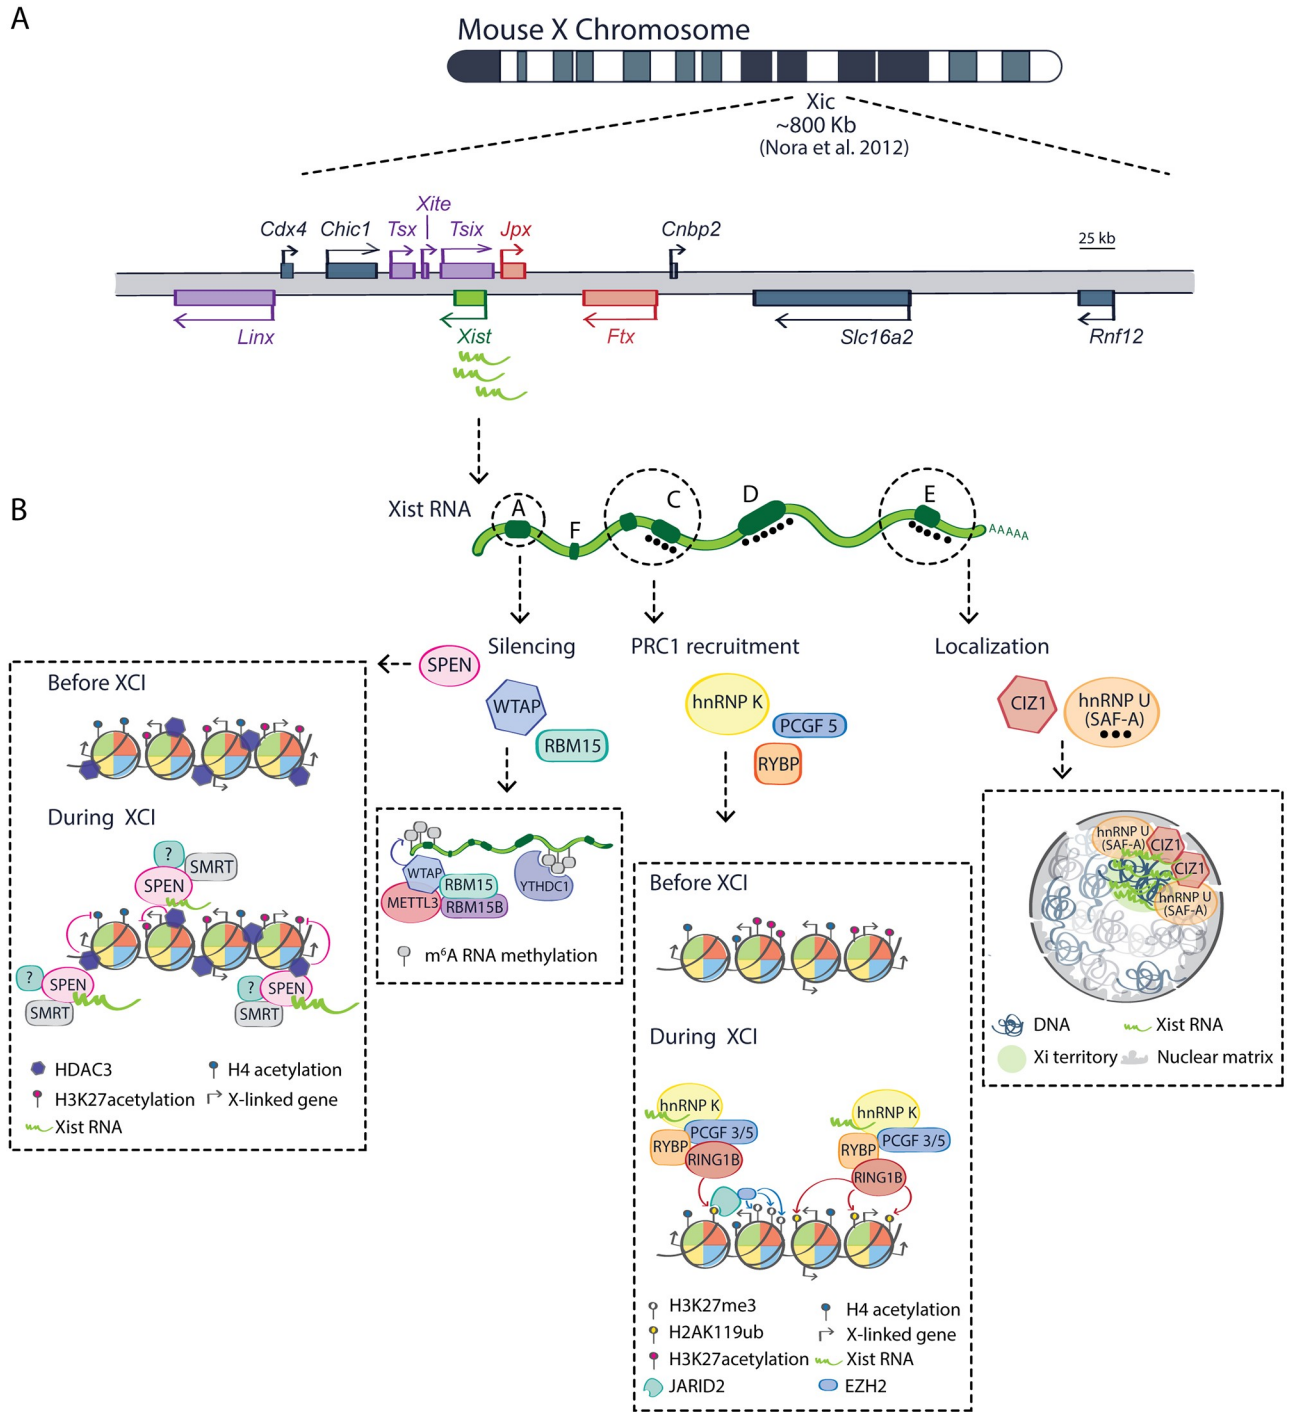 A
Mouse X Chromosome
Xic
~800 Kb
(Nora et al. 2012)
Xite
Cdx4 Chic1 Tsx Tsix Jpx Cnbp2
25 kb
Linx Xist Ftx Slc16a2 Rnf12
B
Xist RNA
A F C D E
AAAAA
Silencing
PRC1 recruitment
Localization
SPEN
WTAP
RBM15
hnRNP K
PCGF 5
RYBP
CIZ1
hnRNP U
(SAF-A)
Before XCI
During XCI
?
SMRT
SPEN
?
SPEN
SMRT
?
SPEN
SMRT
HDAC3
H4 acetylation
H3K27acetylation
X-linked gene
Xist RNA
WTAP
METTL3
RBM15
RBM15B
YTHDC1
m⁶A RNA methylation
Before XCI
During XCI
hnRNP K
PCGF 3/5
RYBP
RING1B
hnRNP K
PCGF 3/5
RYBP
RING1B
H3K27me3
H4 acetylation
H2AK119ub
X-linked gene
H3K27acetylation
Xist RNA
JARID2
EZH2
hnRNP U
(SAF-A)
CIZ1
CIZ1
hnRNP U
(SAF-A)
DNA
Xist RNA
Xi territory
Nuclear matrix